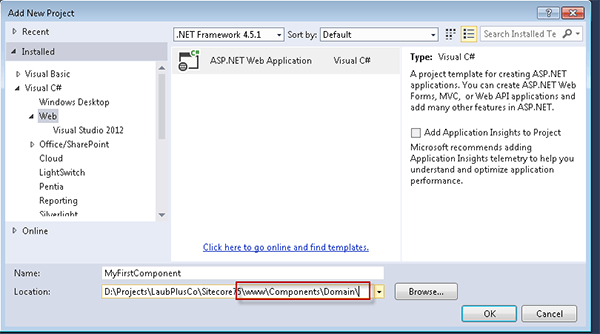 Add New Project
Recent
Installed
Visual Basic
Visual C#
Windows Desktop
Web
Visual Studio 2012
Office/SharePoint
Cloud
LightSwitch
Pentia
Reporting
Silverlight
Online
.NET Framework 4.5.1
Sort by:
Default
Search Installed Te
ASP.NET Web Application
Visual C#
Click here to go online and find templates.
Type: Visual C#
A project template for creating ASP.NET
applications. You can create ASP.NET Web
Forms, MVC, or Web API applications and
add many other features in ASP.NET.
Add Application Insights to Project
Microsoft recommends adding
Application Insights telemetry to help you
understand and optimize application
performance.
Name:
MyFirstComponent
Location:
D:\Projects\LaubPlusCo\Sitecore75\www\Components\Domain\
Browse...
OK
Cancel